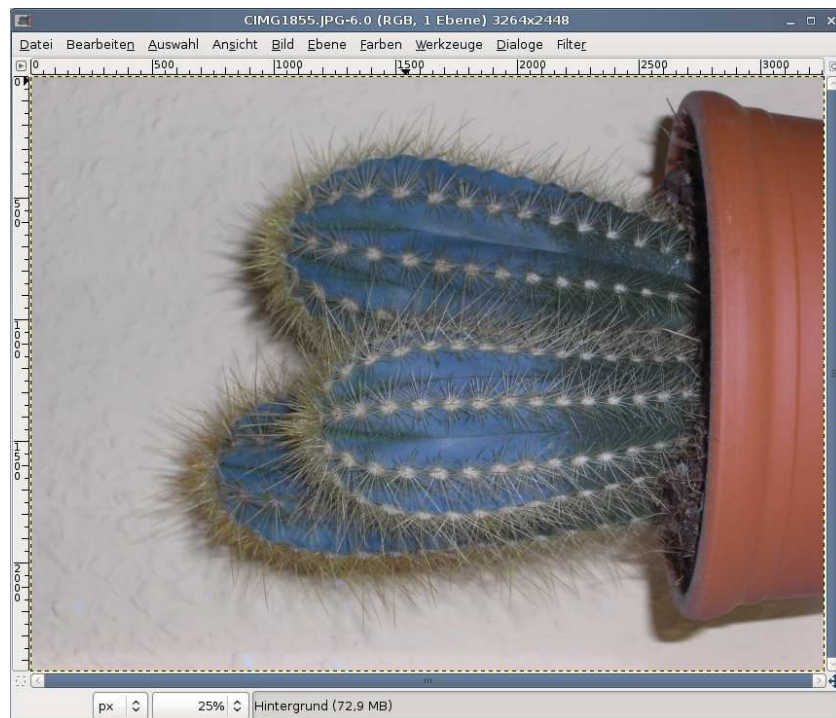 CIMG1855.JPG-6.0 (RGB, 1 Ebene) 3264x2448
Datei Bearbeiten Auswahl Ansicht Bild Ebene Farben Werkzeuge Dialoge Filter
0 500 1000 1500 2000 2500 3000
0
500
1000
1500
2000
px 25% Hintergrund (72,9 MB)